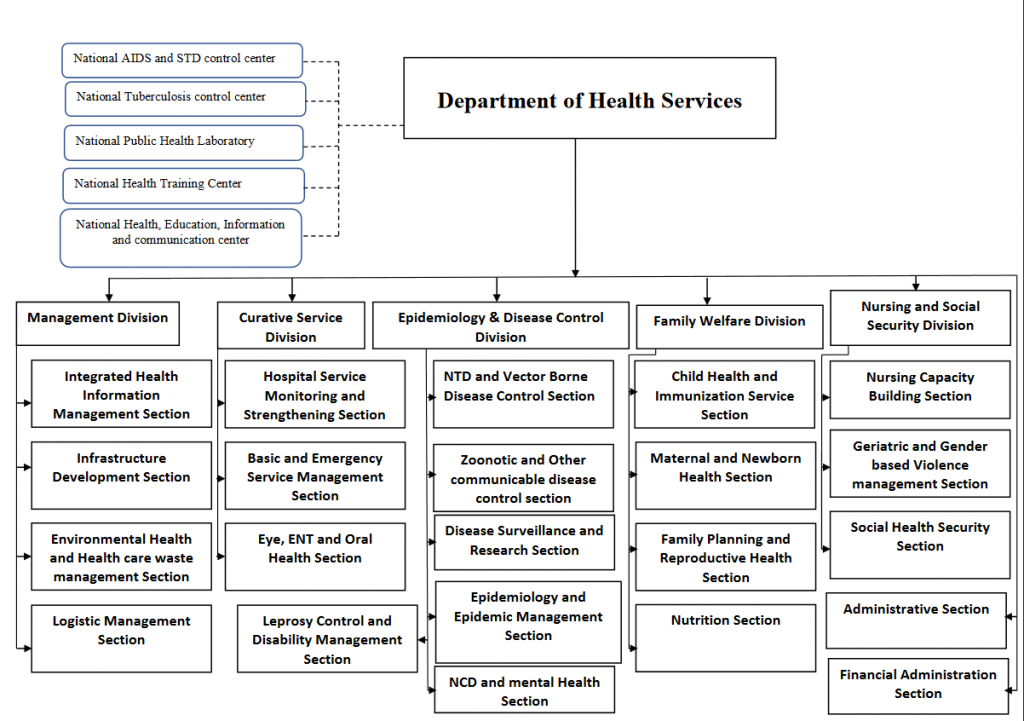 National AIDS and STD control center
National Tuberculosis control center
National Public Health Laboratory
National Health Training Center
National Health, Education, Information
and communication center
Department of Health Services
Management Division
Integrated Health
Information
Management Section
Infrastructure
Development Section
Environmental Health
and Health care waste
management Section
Logistic Management
Section
Curative Service
Division
Hospital Service
Monitoring and
Strengthening Section
Basic and Emergency
Service Management
Section
Eye, ENT and Oral
Health Section
Epidemiology & Disease Control
Division
NTD and Vector Borne
Disease Control Section
Zoonotic and Other
communicable disease
control section
Disease Surveillance and
Research Section
Epidemiology and
Epidemic Management
Section
Leprosy Control and
Disability Management
Section
NCD and mental Health
Section
Family Welfare Division
Child Health and
Immunization Service
Section
Maternal and Newborn
Health Section
Family Planning and
Reproductive Health
Section
Nutrition Section
Nursing and Social
Security Division
Nursing Capacity
Building Section
Geriatric and Gender
based Violence
management Section
Social Health Security
Section
Administrative Section
Financial Administration
Section